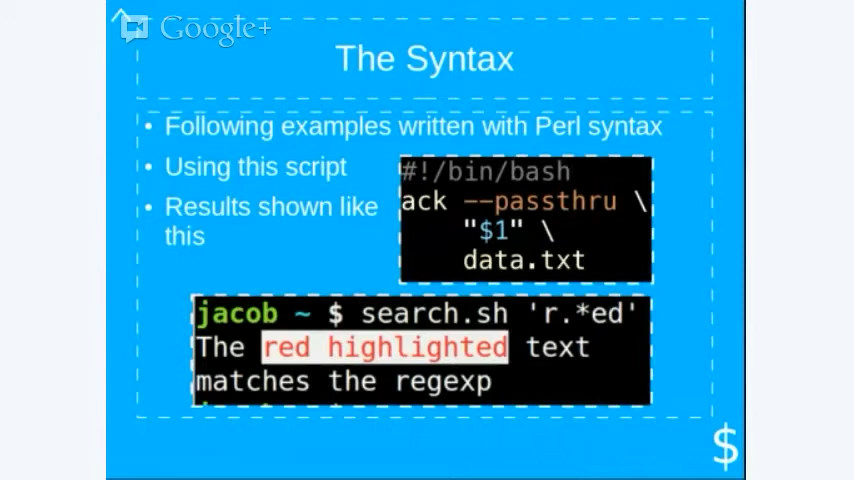 Google+
The Syntax
• Following examples written with Perl syntax
• Using this script
• Results shown like
this
#!/bin/bash
ack --passthru \
"$1" \
data.txt
jacob ~ $ search.sh 'r.*ed'
The red highlighted text
matches the regexp
$